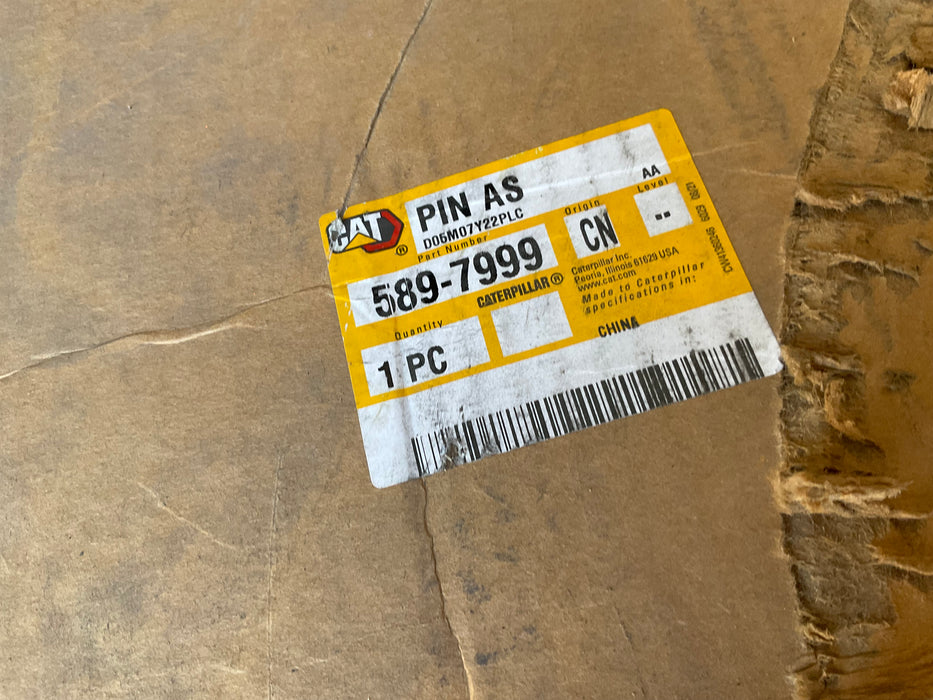 CAT®
PIN AS
D05M07Y22PLC
Part Number
589-7999
Origin
CN
AA
Level
--
Quantity
1 PC
CATERPILLAR®
Caterpillar Inc.
Peoria, Illinois 61629 USA
www.cat.com
Made to Caterpillar
specifications in:
CHINA